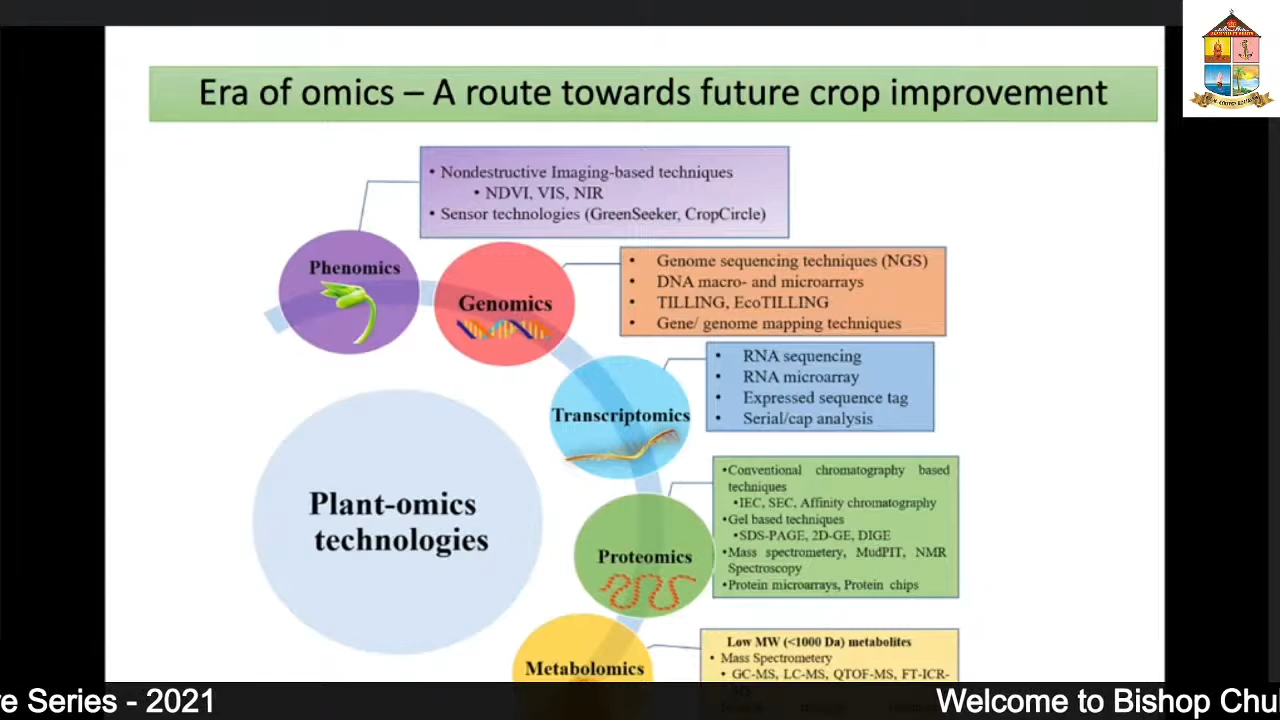 Era of omics – A route towards future crop improvement
• Nondestructive Imaging-based techniques
• NDVI, VIS, NIR
• Sensor technologies (GreenSeeker, CropCircle)
Phenomics
Genomics
• Genome sequencing techniques (NGS)
• DNA macro- and microarrays
• TILLING, EcoTILLING
• Gene/ genome mapping techniques
Transcriptomics
• RNA sequencing
• RNA microarray
• Expressed sequence tag
• Serial/cap analysis
Plant-omics
technologies
Proteomics
•Conventional chromatography based
techniques
•IEC, SEC, Affinity chromatography
•Gel based techniques
•SDS-PAGE, 2D-GE, DIGE
•Mass spectrometery, MudPIT, NMR
Spectroscopy
•Protein microarrays, Protein chips
Metabolomics
Low MW (<1000 Da) metabolites
• Mass Spectrometery
• GC-MS, LC-MS, QTOF-MS, FT-ICR-
MS
re Series - 2021
Welcome to Bishop Chu